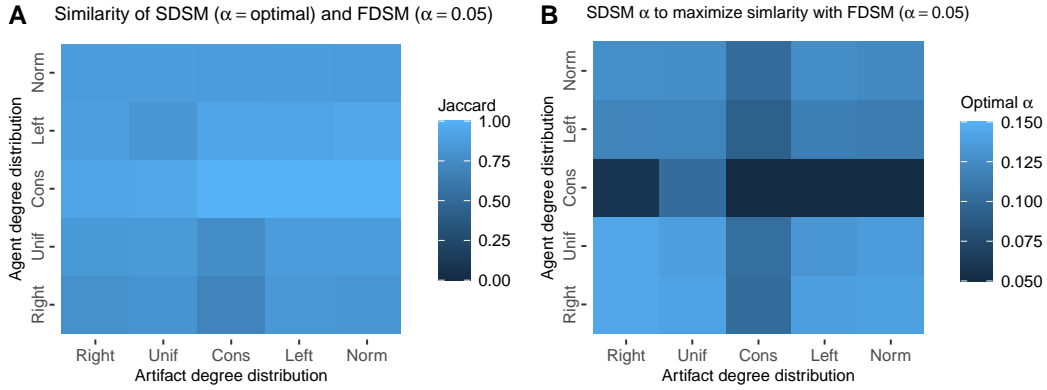 A
Similarity of SDSM (α = optimal) and FDSM (α = 0.05)
Agent degree distribution
Norm
Left
Cons
Unif
Right
Right Unif Cons Left Norm
Artifact degree distribution
Jaccard
1.00
0.75
0.50
0.25
0.00
B
SDSM α to maximize simlarity with FDSM (α = 0.05)
Agent degree distribution
Norm
Left
Cons
Unif
Right
Right Unif Cons Left Norm
Artifact degree distribution
Optimal α
0.150
0.125
0.100
0.075
0.050